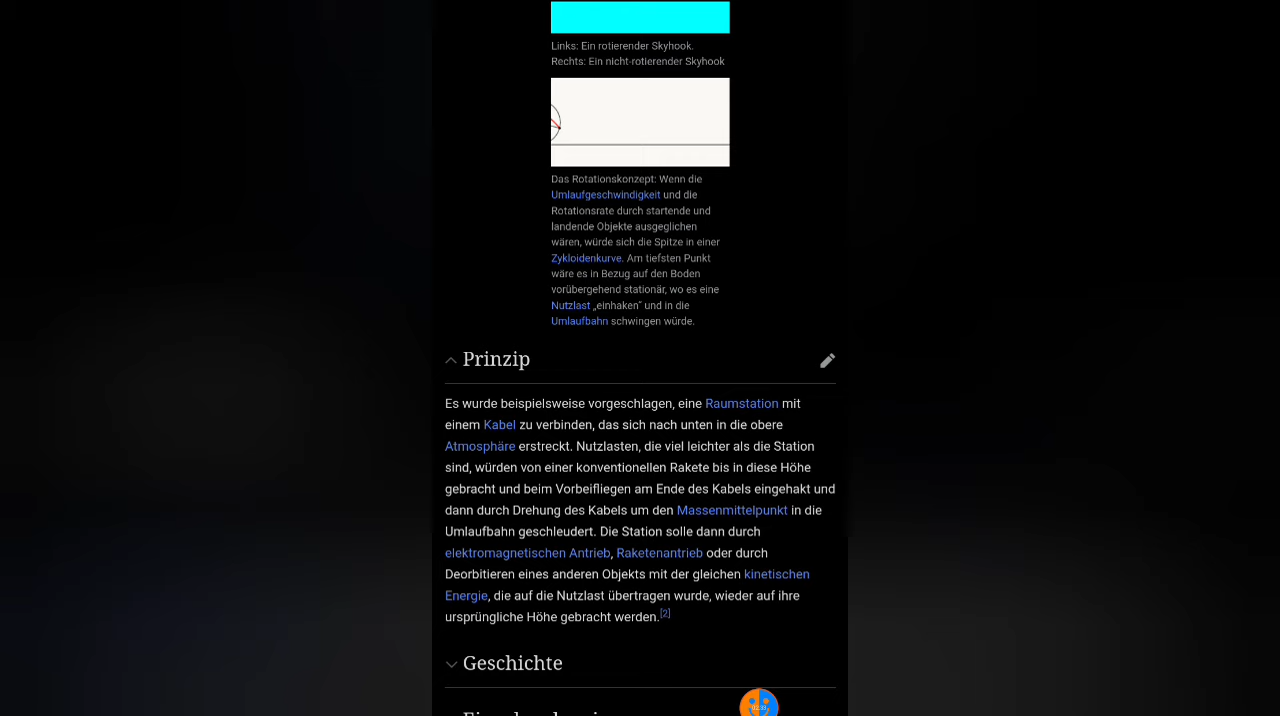 Links: Ein rotierender Skyhook.
Rechts: Ein nicht-rotierender Skyhook
Das Rotationskonzept: Wenn die
Umlaufgeschwindigkeit und die
Rotationsrate durch startende und
landende Objekte ausgeglichen
wären, würde sich die Spitze in einer
Zykloidenkurve. Am tiefsten Punkt
wäre es in Bezug auf den Boden
vorübergehend stationär, wo es eine
Nutzlast „einhaken“ und in die
Umlaufbahn schwingen würde.
Prinzip
Es wurde beispielsweise vorgeschlagen, eine Raumstation mit
einem Kabel zu verbinden, das sich nach unten in die obere
Atmosphäre erstreckt. Nutzlasten, die viel leichter als die Station
sind, würden von einer konventionellen Rakete bis in diese Höhe
gebracht und beim Vorbeifliegen am Ende des Kabels eingehakt und
dann durch Drehung des Kabels um den Massenmittelpunkt in die
Umlaufbahn geschleudert. Die Station solle dann durch
elektromagnetischen Antrieb, Raketenantrieb oder durch
Deorbitieren eines anderen Objekts mit der gleichen kinetischen
Energie, die auf die Nutzlast übertragen wurde, wieder auf ihre
ursprüngliche Höhe gebracht werden.[2]
Geschichte